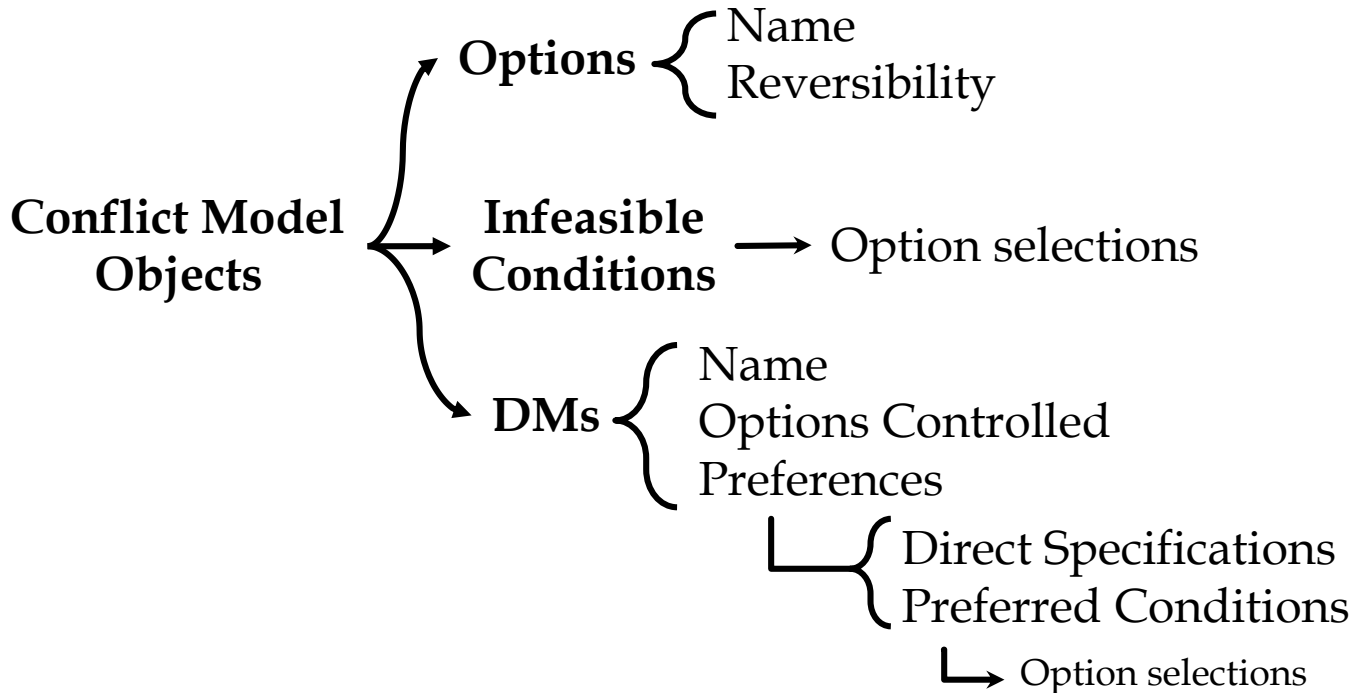 Options
Name
Reversibility
Conflict Model
Objects
Infeasible
Conditions
Option selections
DMs
Name
Options Controlled
Preferences
Direct Specifications
Preferred Conditions
Option selections